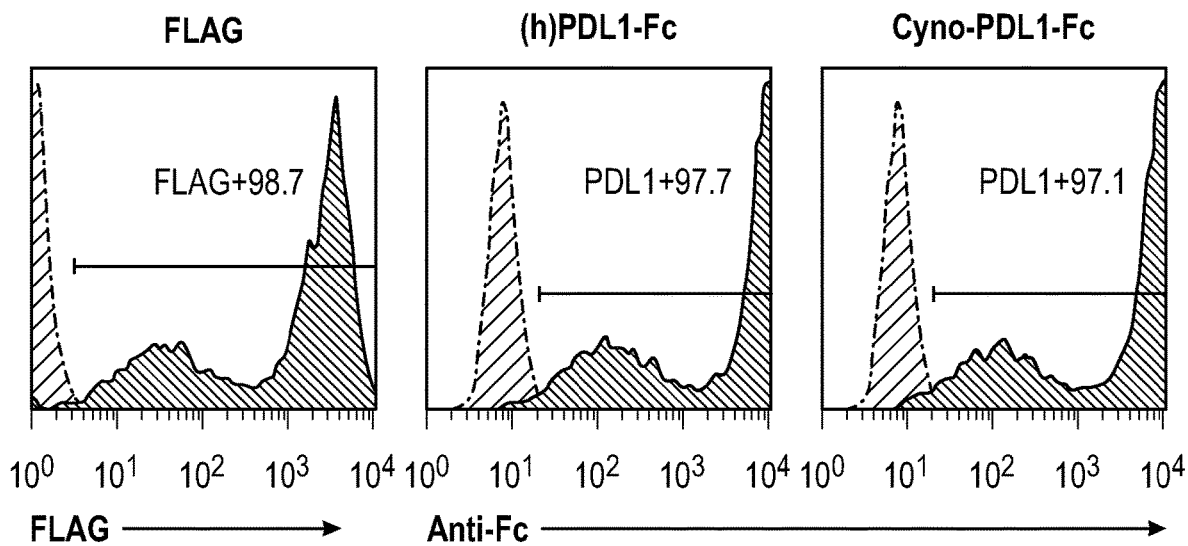 FLAG
(h)PDL1-Fc
Cyno-PDL1-Fc
FLAG+98.7
PDL1+97.7
PDL1+97.1
10⁰ 10¹ 10² 10³ 10⁴
10⁰ 10¹ 10² 10³ 10⁴
10⁰ 10¹ 10² 10³ 10⁴
FLAG
Anti-Fc